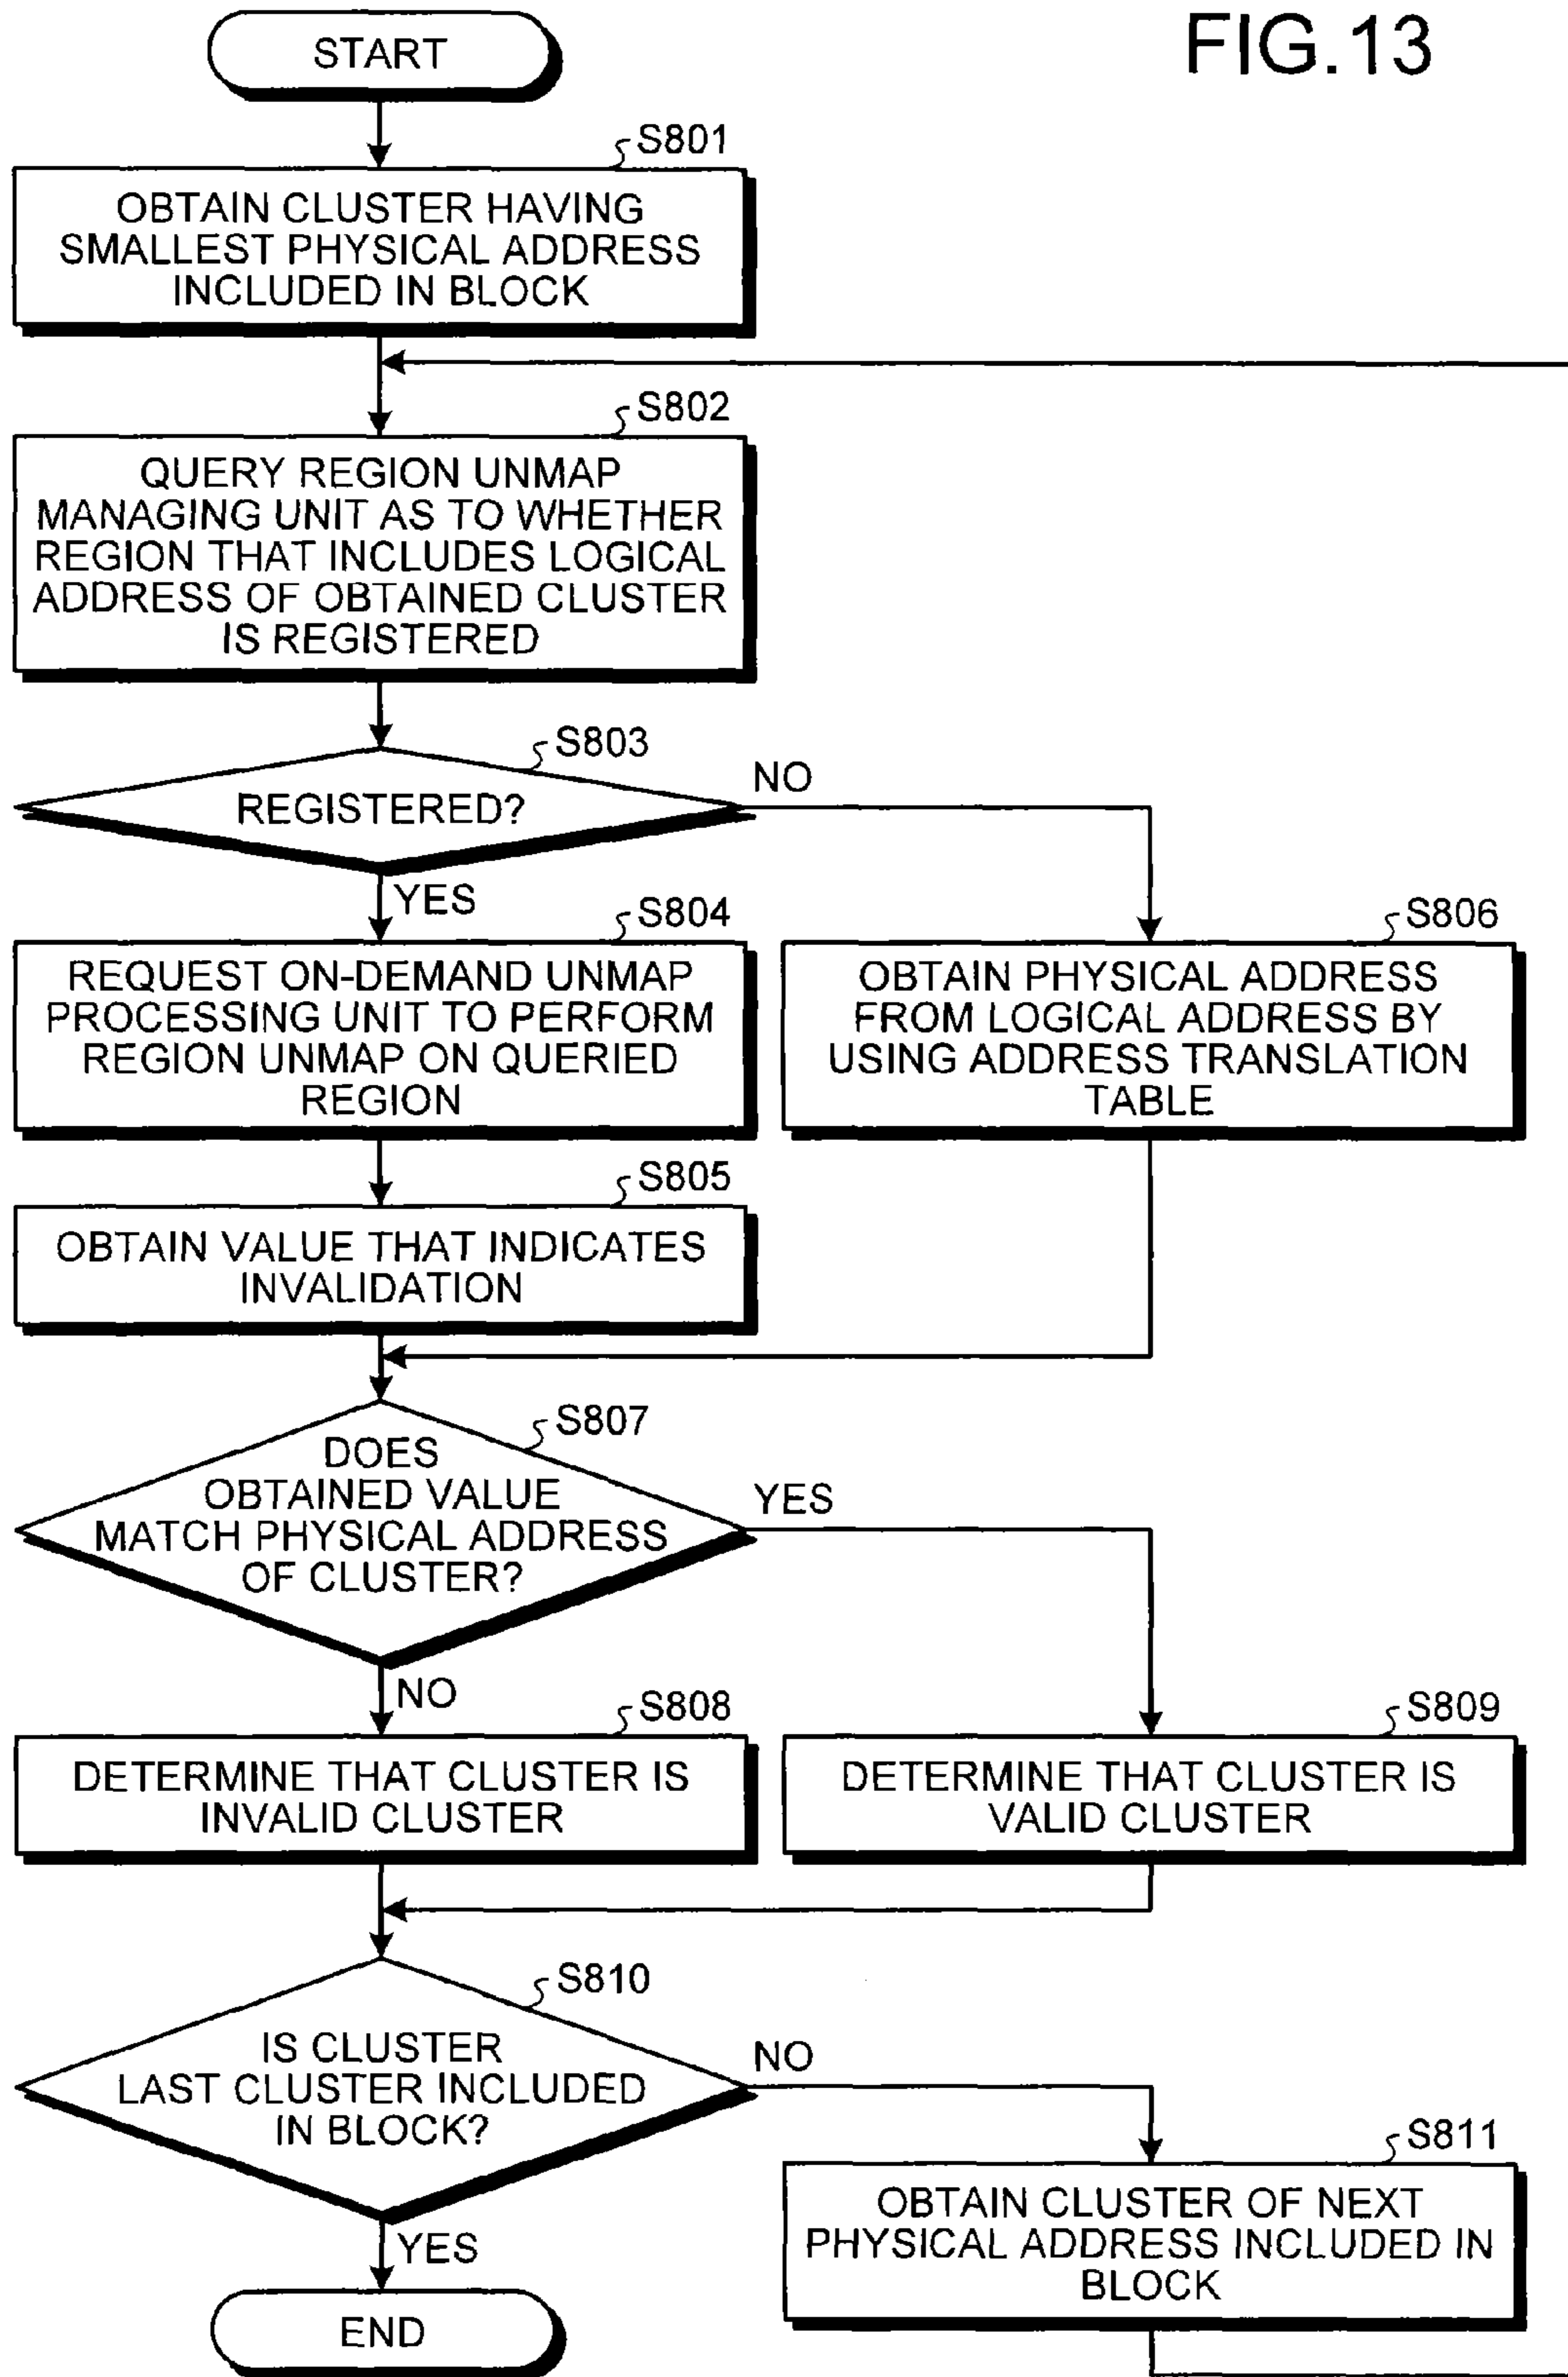 FIG.13
START
S801
OBTAIN CLUSTER HAVING
SMALLEST PHYSICAL ADDRESS
INCLUDED IN BLOCK
S802
QUERY REGION UNMAP
MANAGING UNIT AS TO WHETHER
REGION THAT INCLUDES LOGICAL
ADDRESS OF OBTAINED CLUSTER
IS REGISTERED
S803
REGISTERED?
NO
YES
S804
REQUEST ON-DEMAND UNMAP
PROCESSING UNIT TO PERFORM
REGION UNMAP ON QUERIED
REGION
S806
OBTAIN PHYSICAL ADDRESS
FROM LOGICAL ADDRESS BY
USING ADDRESS TRANSLATION
TABLE
S805
OBTAIN VALUE THAT INDICATES
INVALIDATION
S807
DOES
OBTAINED VALUE
MATCH PHYSICAL ADDRESS
OF CLUSTER?
YES
NO
S808
DETERMINE THAT CLUSTER IS
INVALID CLUSTER
S809
DETERMINE THAT CLUSTER IS
VALID CLUSTER
S810
IS CLUSTER
LAST CLUSTER INCLUDED
IN BLOCK?
NO
YES
S811
OBTAIN CLUSTER OF NEXT
PHYSICAL ADDRESS INCLUDED IN
BLOCK
END